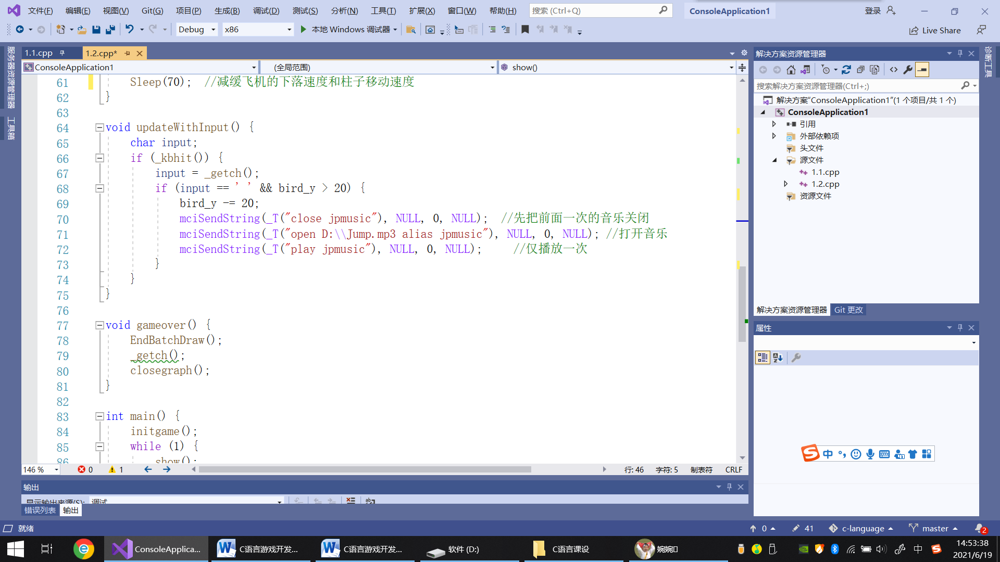 文件(F) 编辑(E) 视图(V) Git(G) 项目(P) 生成(B) 调试(D) 测试(S) 分析(N) 工具(T) 扩展(X) 窗口(W) 帮助(H) 搜索 (Ctrl+Q) ConsoleApplication1 登录
Debug x86 本地 Windows 调试器 Live Share
服务器资源管理器
工具箱
1.1.cpp 1.2.cpp*
ConsoleApplication1 (全局范围) show()
61 Sleep(70); //减缓飞机的下落速度和柱子移动速度
62 }
63
64 void updateWithInput() {
65 char input;
66 if (_kbhit()) {
67 input = _getch();
68 if (input == ' ' && bird_y > 20) {
69 bird_y -= 20;
70 mciSendString(_T("close jpmusic"), NULL, 0, NULL); //先把前面一次的音乐关闭
71 mciSendString(_T("open D:\\Jump.mp3 alias jpmusic"), NULL, 0, NULL); //打开音乐
72 mciSendString(_T("play jpmusic"), NULL, 0, NULL); //仅播放一次
73 }
74 }
75 }
76
77 void gameover() {
78 EndBatchDraw();
79 _getch();
80 closegraph();
81 }
82
83 int main() {
84 initgame();
85 while (1) {
86 show();
146 % 0 1 行: 46 字符: 5 制表符 CRLF
输出
显示输出来源(S): 调试
错误列表 输出
解决方案资源管理器
搜索解决方案资源管理器(Ctrl+;)
解决方案"ConsoleApplication1"(1 个项目/共 1 个)
ConsoleApplication1
引用
外部依赖项
头文件
源文件
1.1.cpp
1.2.cpp
资源文件
解决方案资源管理器 Git 更改
属性
诊断工具
中
就绪 0 41 c-language master 2
ConsoleApplica... C语言游戏开发... C语言游戏开发... 软件 (D:) C语言课设 婉婉 中 14:53:38
2021/6/19